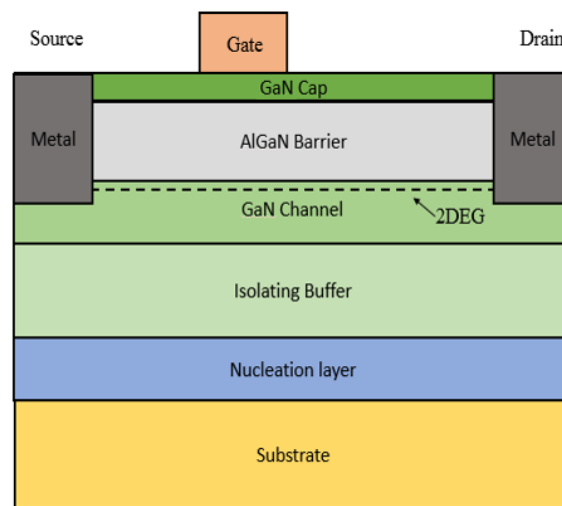 Source
Gate
Drain
GaN Cap
Metal
AlGaN Barrier
Metal
GaN Channel
2DEG
Isolating Buffer
Nucleation layer
Substrate